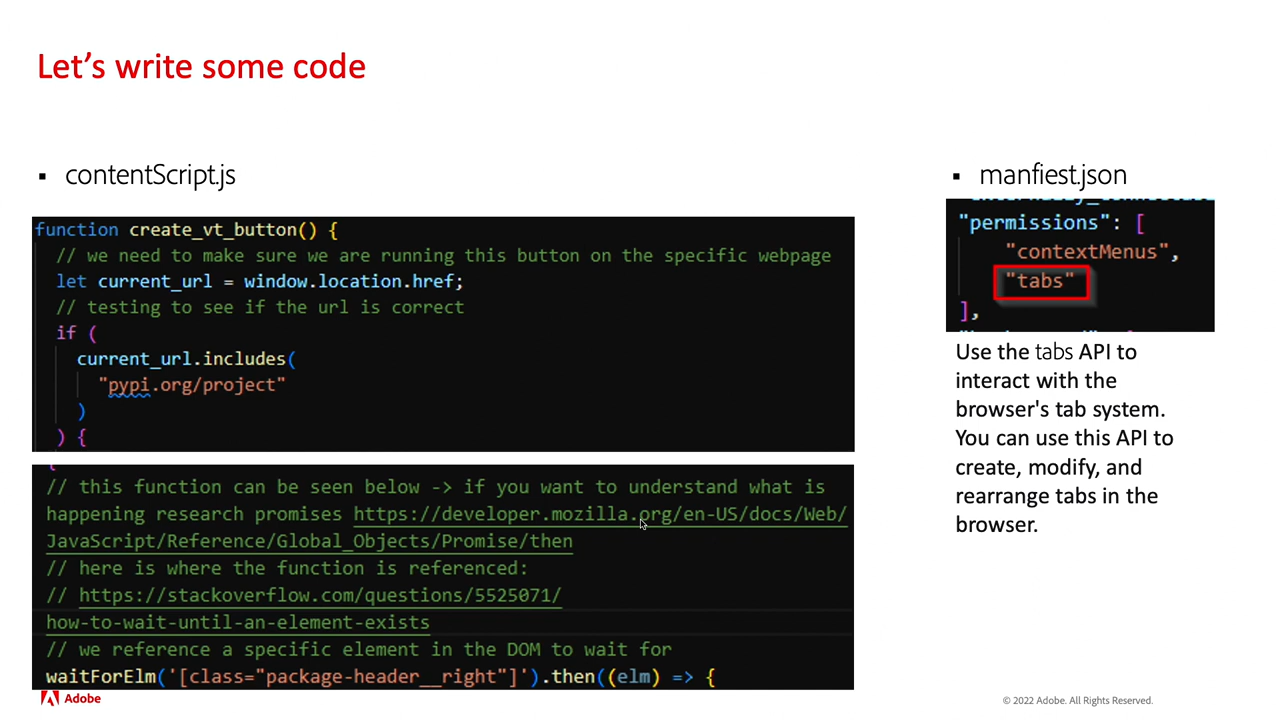 Let's write some code
▪ contentScript.js
function create_vt_button() {
// we need to make sure we are running this button on the specific webpage
let current_url = window.location.href;
// testing to see if the url is correct
if (
current_url.includes(
"pypi.org/project"
)
) {
// this function can be seen below -> if you want to understand what is
happening research promises https://developer.mozilla.org/en-US/docs/Web/
JavaScript/Reference/Global_Objects/Promise/then
// here is where the function is referenced:
// https://stackoverflow.com/questions/5525071/
how-to-wait-until-an-element-exists
// we reference a specific element in the DOM to wait for
waitForElm('[class="package-header__right"]').then((elm) => {
▪ manfiest.json
"permissions": [
"contextMenus",
"tabs"
],
Use the tabs API to
interact with the
browser's tab system.
You can use this API to
create, modify, and
rearrange tabs in the
browser.
Adobe
© 2022 Adobe. All Rights Reserved.